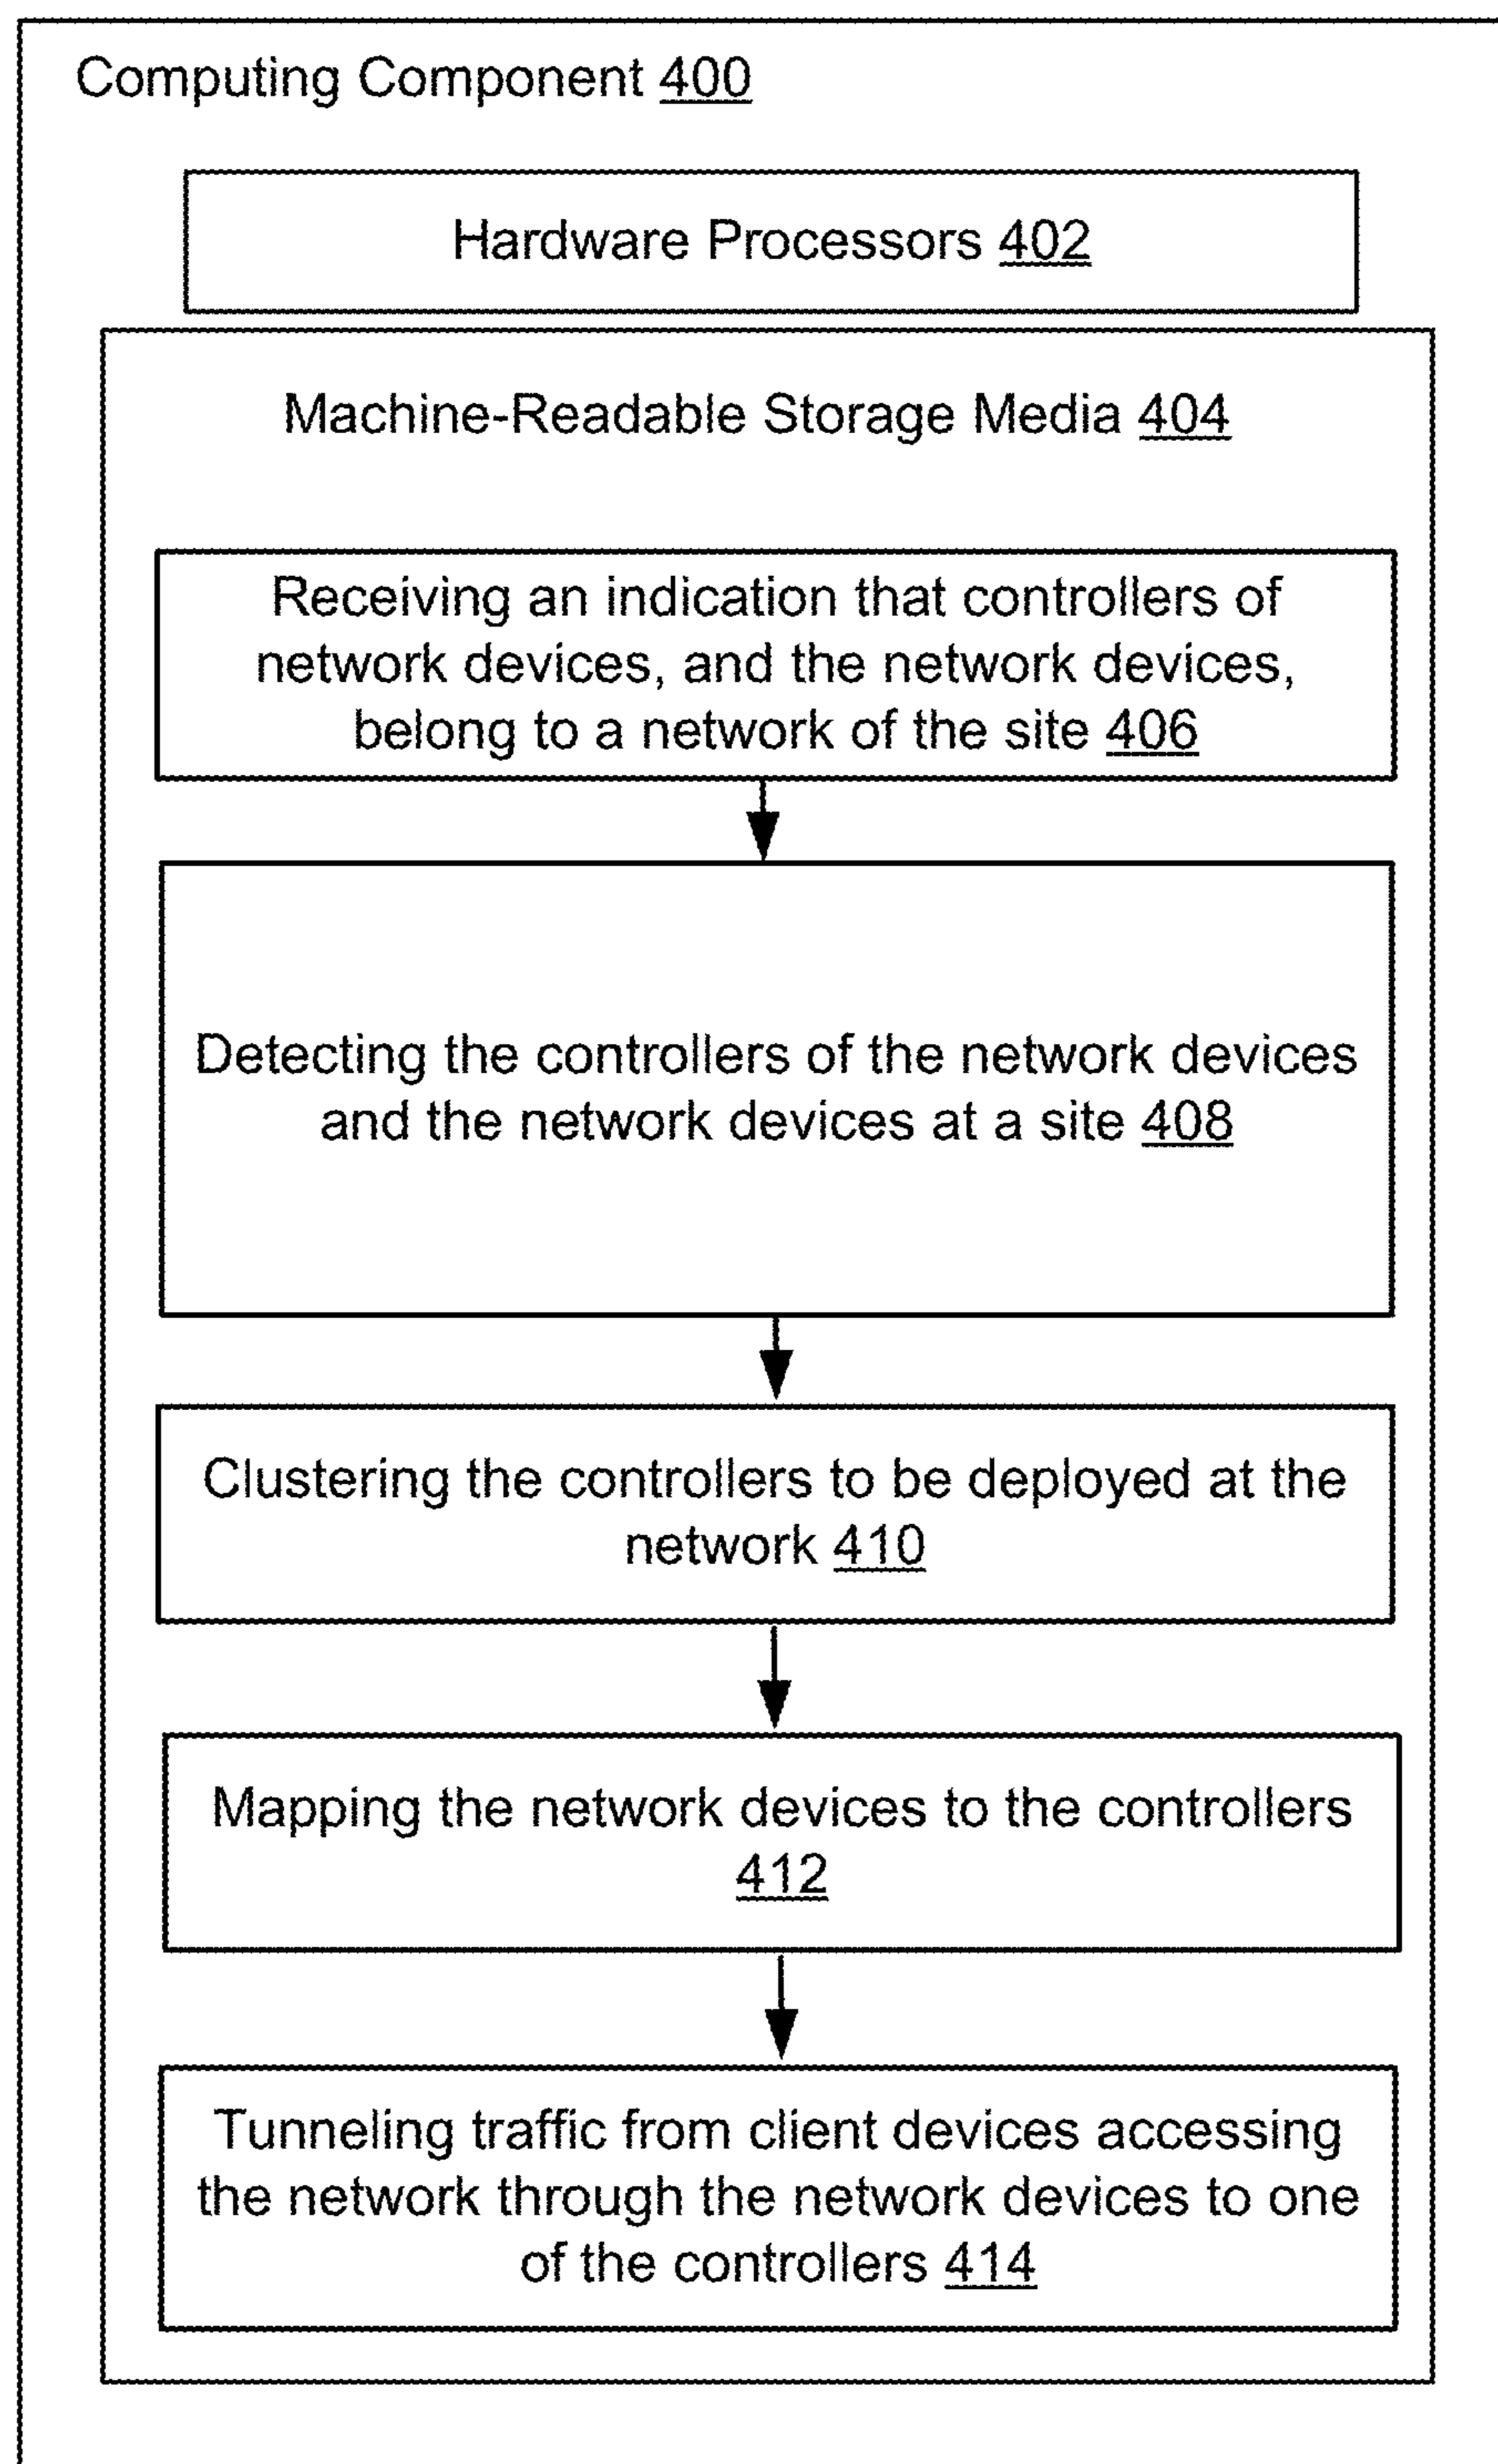 Computing Component 400
Hardware Processors 402
Machine-Readable Storage Media 404
Receiving an indication that controllers of
network devices, and the network devices,
belong to a network of the site 406
Detecting the controllers of the network devices
and the network devices at a site 408
Clustering the controllers to be deployed at the
network 410
Mapping the network devices to the controllers
412
Tunneling traffic from client devices accessing
the network through the network devices to one
of the controllers 414